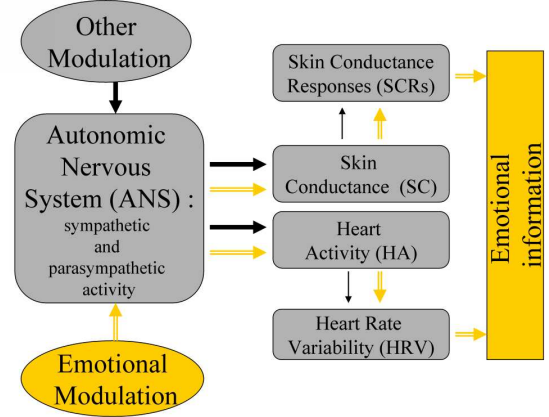 Other
Modulation
Autonomic
Nervous
System (ANS) :
sympathetic
and
parasympathetic
activity
Emotional
Modulation
Skin Conductance
Responses (SCRs)
Skin
Conductance (SC)
Heart
Activity (HA)
Heart Rate
Variability (HRV)
Emotional
information